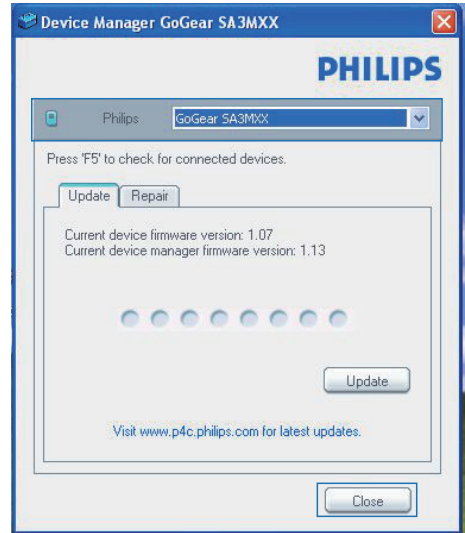 Device Manager GoGear SA3MXX
PHILIPS
Philips GoGear SA3MXX
Press 'F5' to check for connected devices.
Update Repair
Current device firmware version: 1.07
Current device manager firmware version: 1.13
Update
Visit www.p4c.philips.com for latest updates.
Close